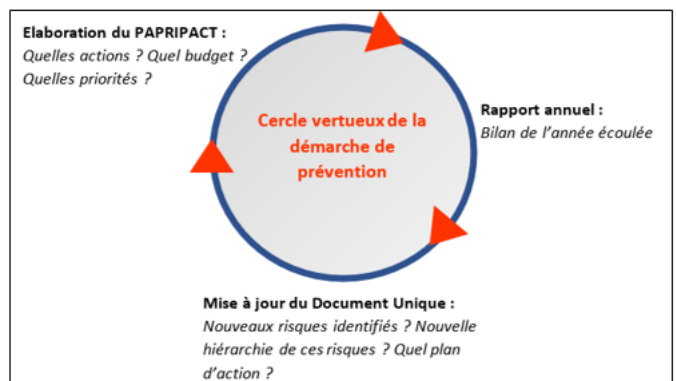 Elaboration du PAPRIPACT :
Quelles actions ? Quel budget ?
Quelles priorités ?
Cercle vertueux de la
démarche de
prévention
Rapport annuel :
Bilan de l'année écoulée
Mise à jour du Document Unique :
Nouveaux risques identifiés ? Nouvelle
hiérarchie de ces risques ? Quel plan
d'action ?